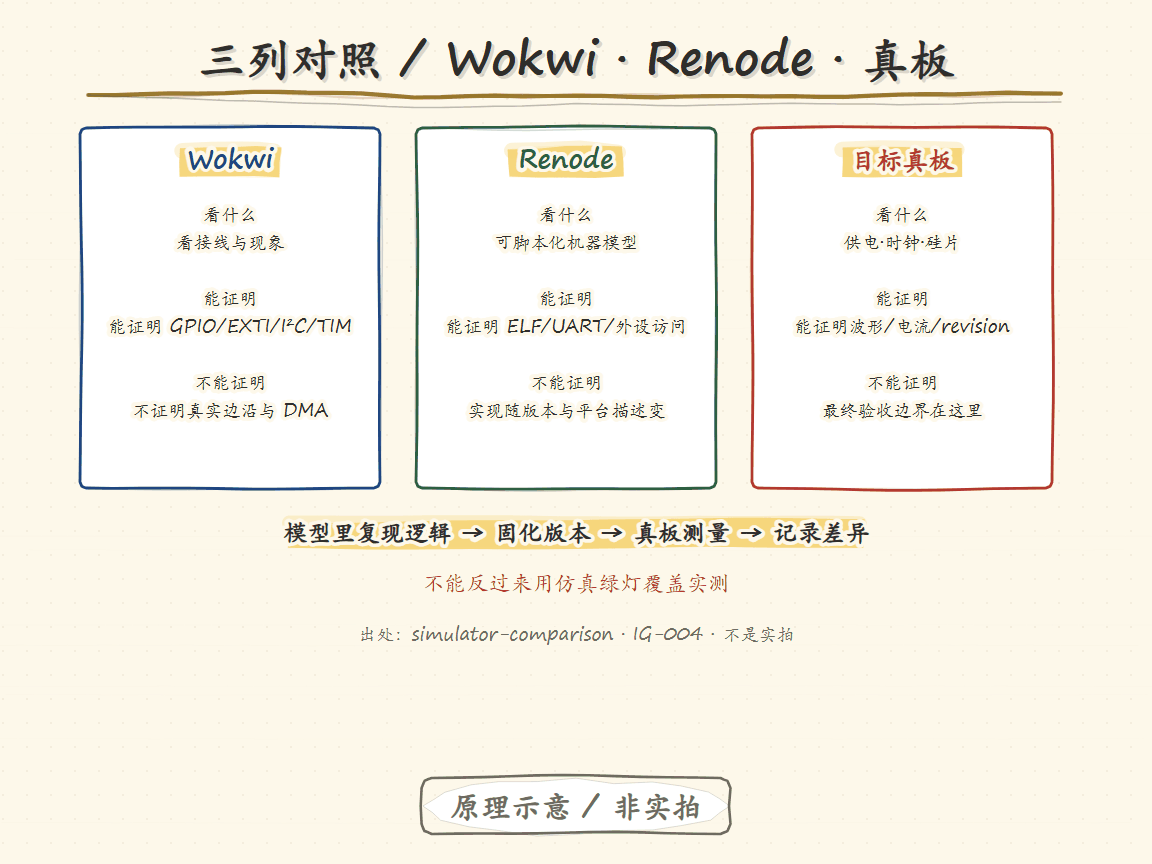 三列对照 / Wokwi · Renode · 真板
Wokwi
看什么
看接线与现象
能证明
能证明 GPIO/EXTI/I²C/TIM
不能证明
不证明真实边沿与 DMA
Renode
看什么
可脚本化机器模型
能证明
能证明 ELF/UART/外设访问
不能证明
实现随版本与平台描述变
目标真板
看什么
供电·时钟·硅片
能证明
能证明波形/电流/revision
不能证明
最终验收边界在这里
模型里复现逻辑 → 固化版本 → 真板测量 → 记录差异
不能反过来用仿真绿灯覆盖实测
出处: simulator-comparison · IG-004 · 不是实拍
原理示意 / 非实拍